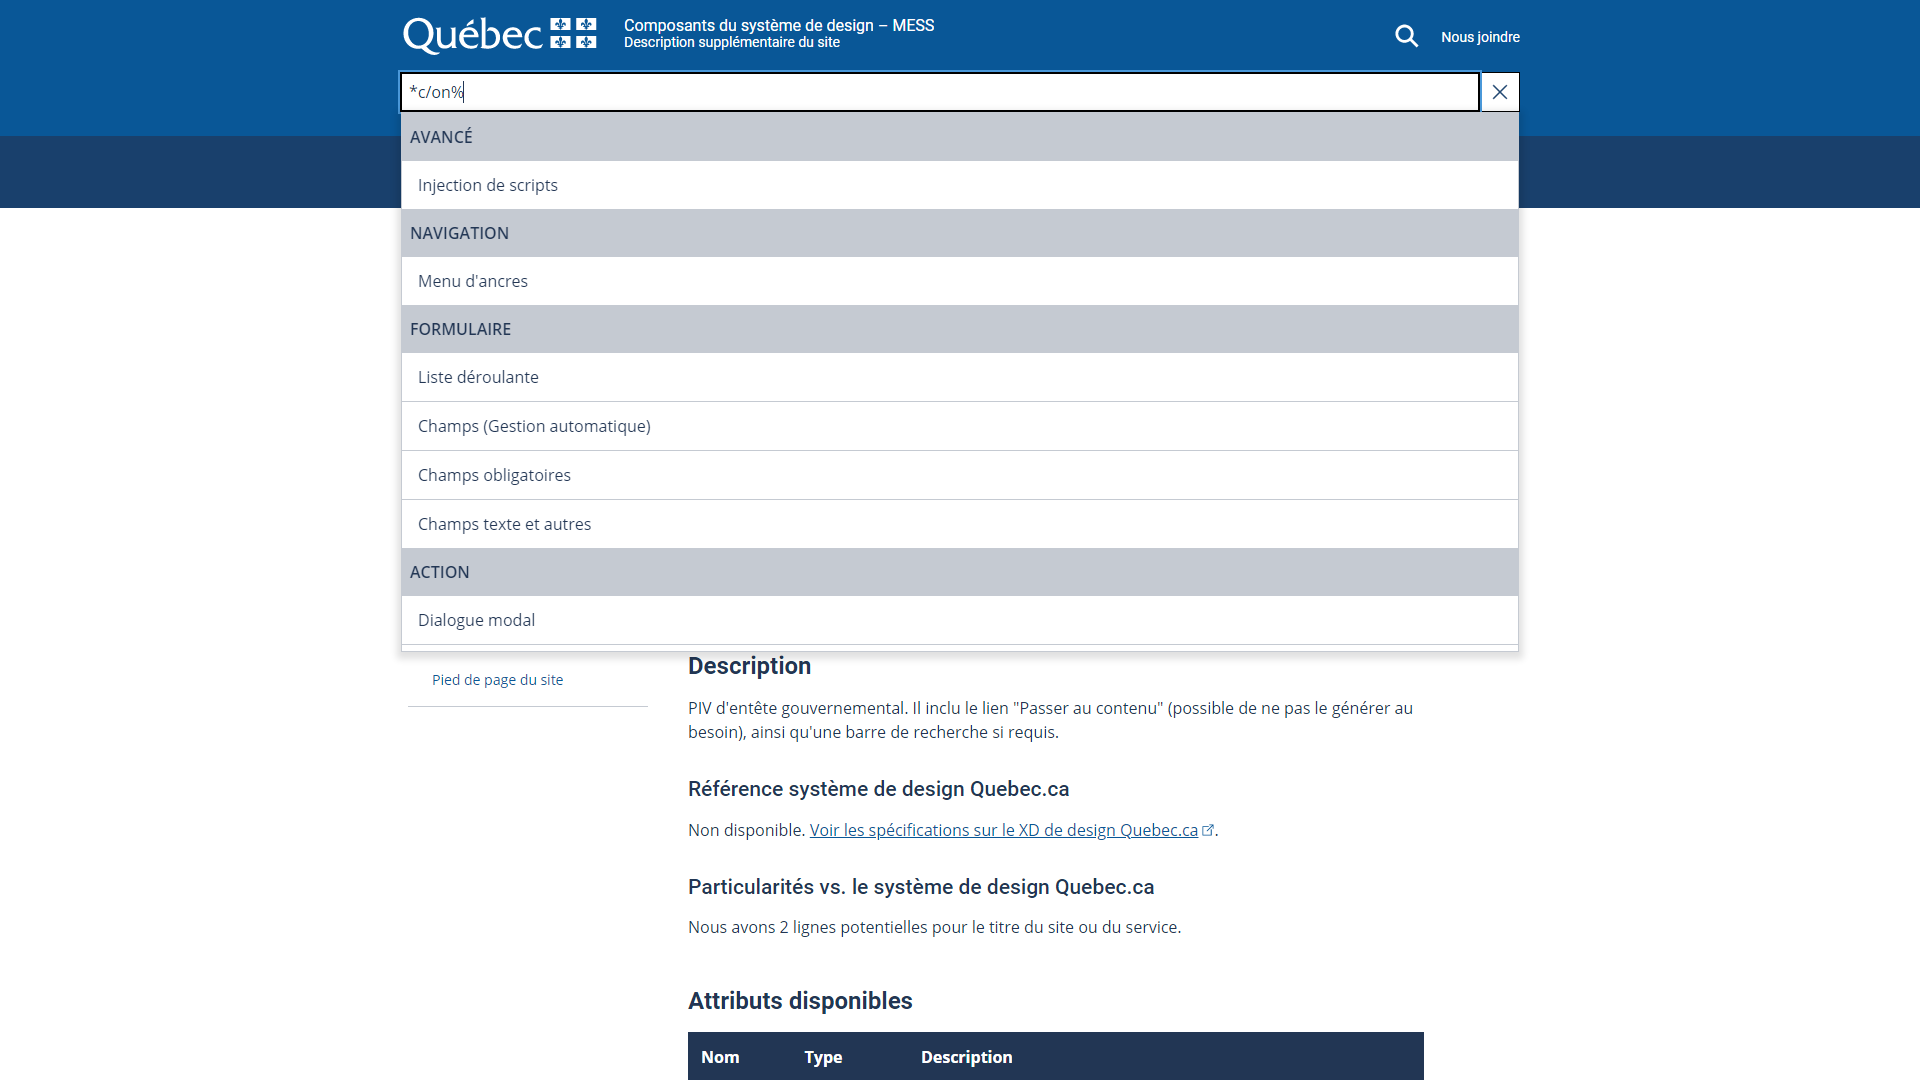 Québec
Composants du système de design – MESS
Description supplémentaire du site
Nous joindre
*c/on%
AVANCÉ
Injection de scripts
NAVIGATION
Menu d'ancres
FORMULAIRE
Liste déroulante
Champs (Gestion automatique)
Champs obligatoires
Champs texte et autres
ACTION
Dialogue modal
Pied de page du site
Description
PIV d'entête gouvernemental. Il inclu le lien "Passer au contenu" (possible de ne pas le générer au
besoin), ainsi qu'une barre de recherche si requis.
Référence système de design Quebec.ca
Non disponible. Voir les spécifications sur le XD de design Quebec.ca.
Particularités vs. le système de design Quebec.ca
Nous avons 2 lignes potentielles pour le titre du site ou du service.
Attributs disponibles
Nom Type Description